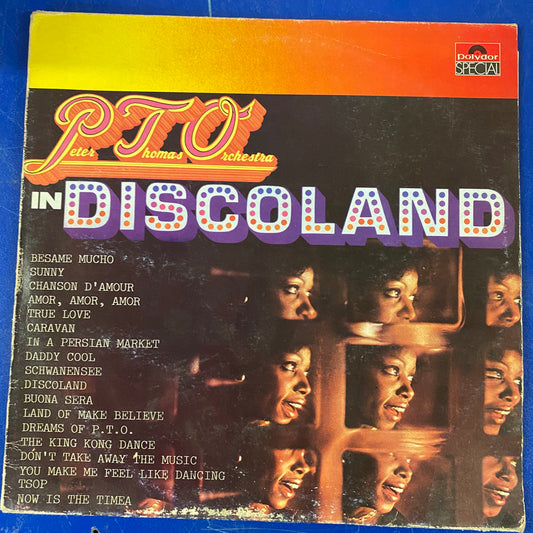 Polydor
SPECIAL
Peter Thomas Orchestra
IN DISCOLAND
BESAME MUCHO
SUNNY
CHANSON D'AMOUR
AMOR, AMOR, AMOR
TRUE LOVE
CARAVAN
IN A PERSIAN MARKET
DADDY COOL
SCHWANENSEE
DISCOLAND
BUONA SERA
LAND OF MAKE BELIEVE
DREAMS OF P.T.O.
THE KING KONG DANCE
DON'T TAKE AWAY THE MUSIC
YOU MAKE ME FEEL LIKE DANCING
TSOP
NOW IS THE TIMEA